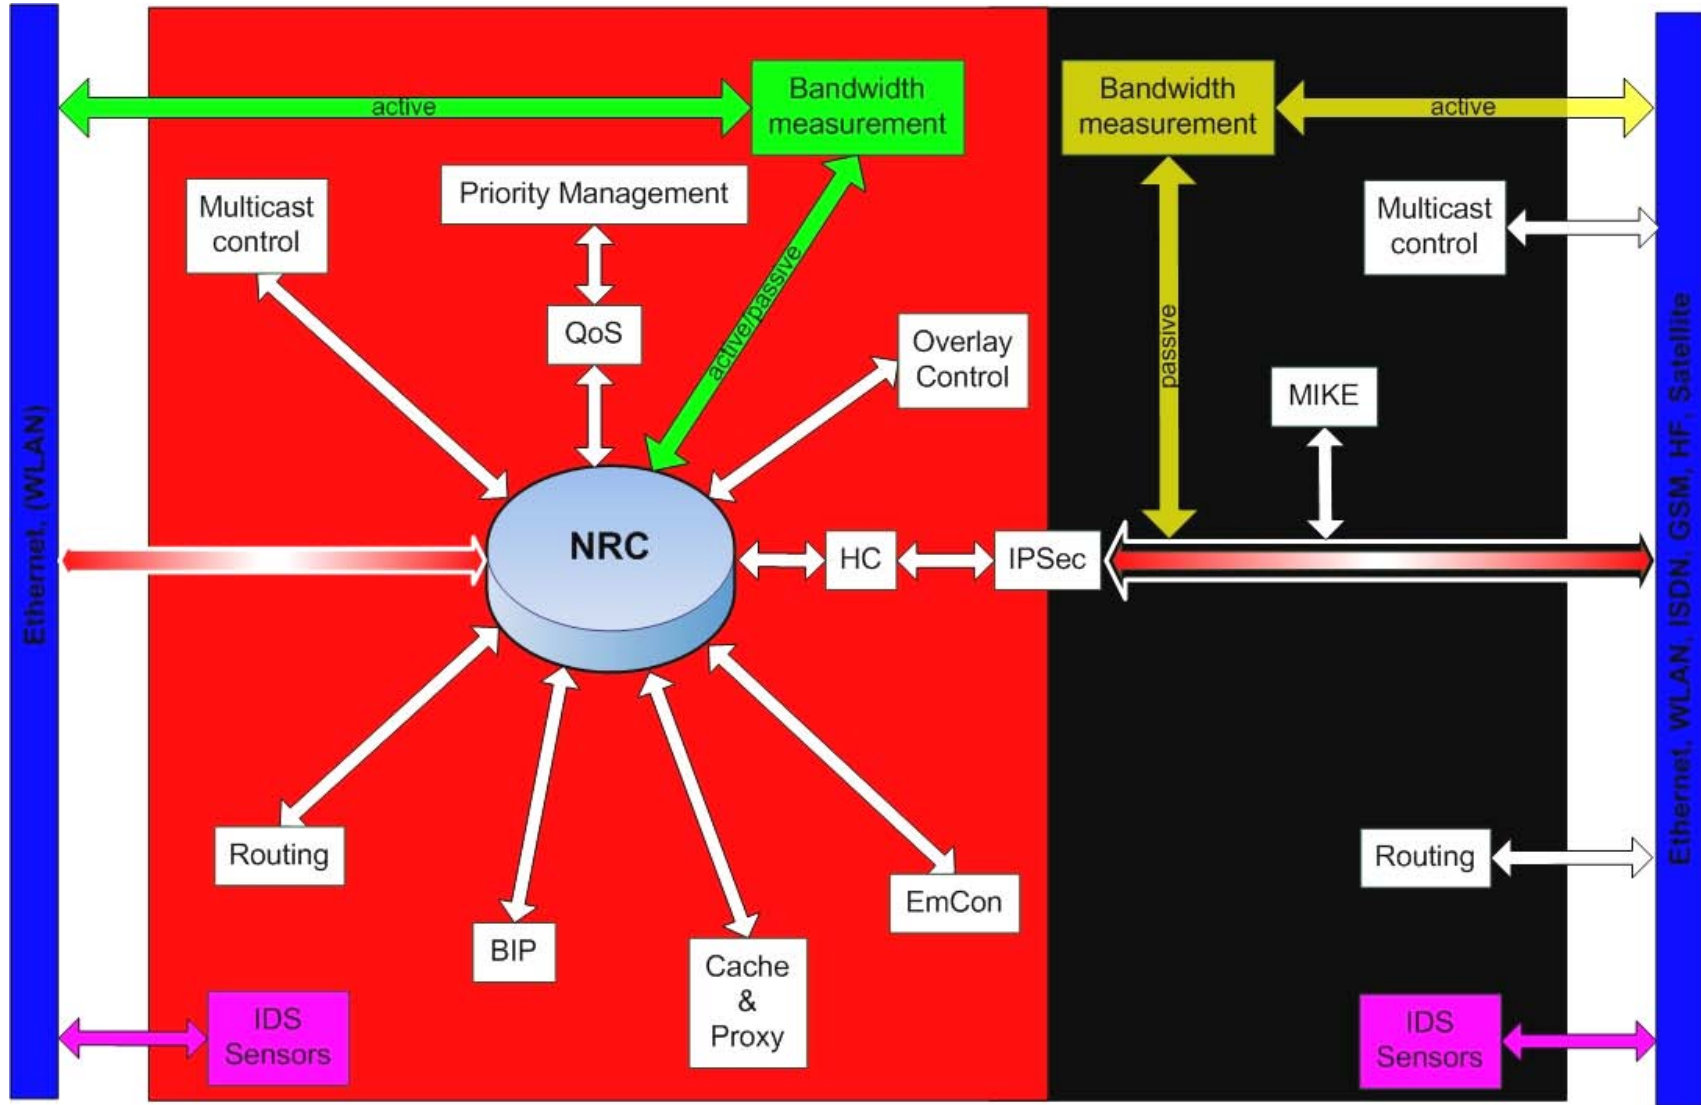 Ethernet, (WLAN)
active
Bandwidth
measurement
Bandwidth
measurement
active
Multicast
control
Priority Management
QoS
active/passive
Overlay
Control
passive
Multicast
control
MIKE
NRC
HC
IPSec
Routing
BIP
Cache
&
Proxy
EmCon
Routing
IDS
Sensors
IDS
Sensors
Ethernet, WLAN, ISDN, GSM, HF, Satellite